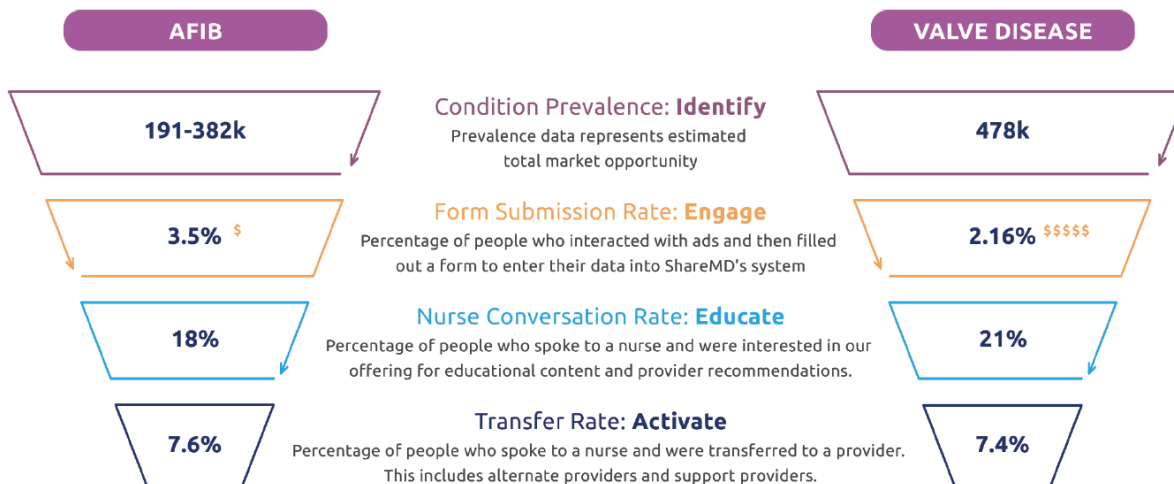 AFIB
VALVE DISEASE
191-382k
Condition Prevalence: Identify
Prevalence data represents estimated
total market opportunity
478k
3.5% $
Form Submission Rate: Engage
Percentage of people who interacted with ads and then filled
out a form to enter their data into ShareMD's system
2.16% $$$$$
18%
Nurse Conversation Rate: Educate
Percentage of people who spoke to a nurse and were interested in our
offering for educational content and provider recommendations.
21%
7.6%
Transfer Rate: Activate
Percentage of people who spoke to a nurse and were transferred to a provider.
This includes alternate providers and support providers.
7.4%